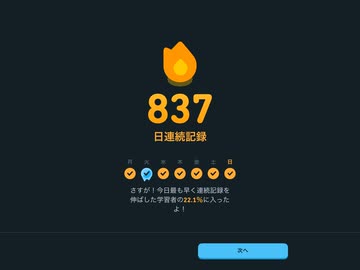 837
日連続記録
月 火 水 木 金 土 日
さすが！今日最も早く連続記録を
伸ばした学習者の22.1%に入った
よ！
次へ